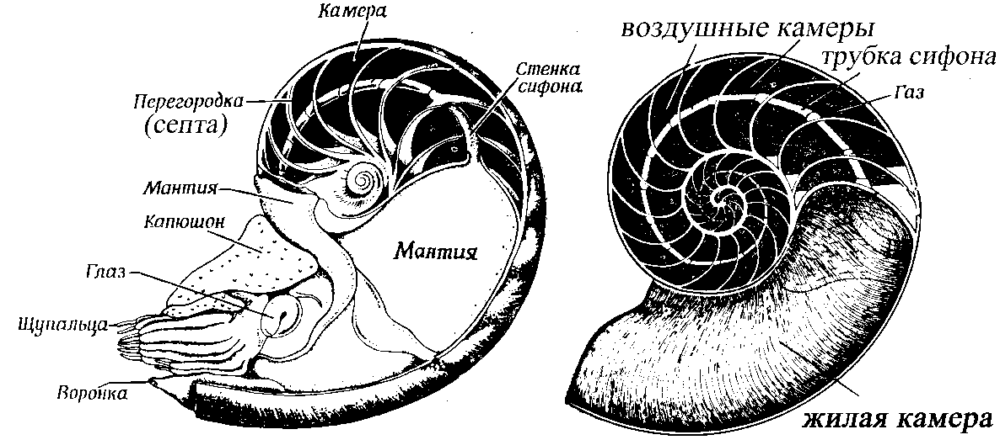 Камера
Стенка
сифона
Перегородка
(септа)
Мантия
Капюшон
Мантия
Глаз
Щупальца
Воронка
воздушные камеры
трубка сифона
Газ
жилая камера